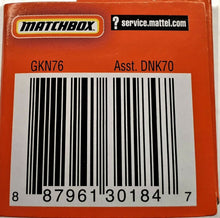 MATCHBOX ? service.mattel.com
GKN76 Asst. DNK70
8 87961 30184 7